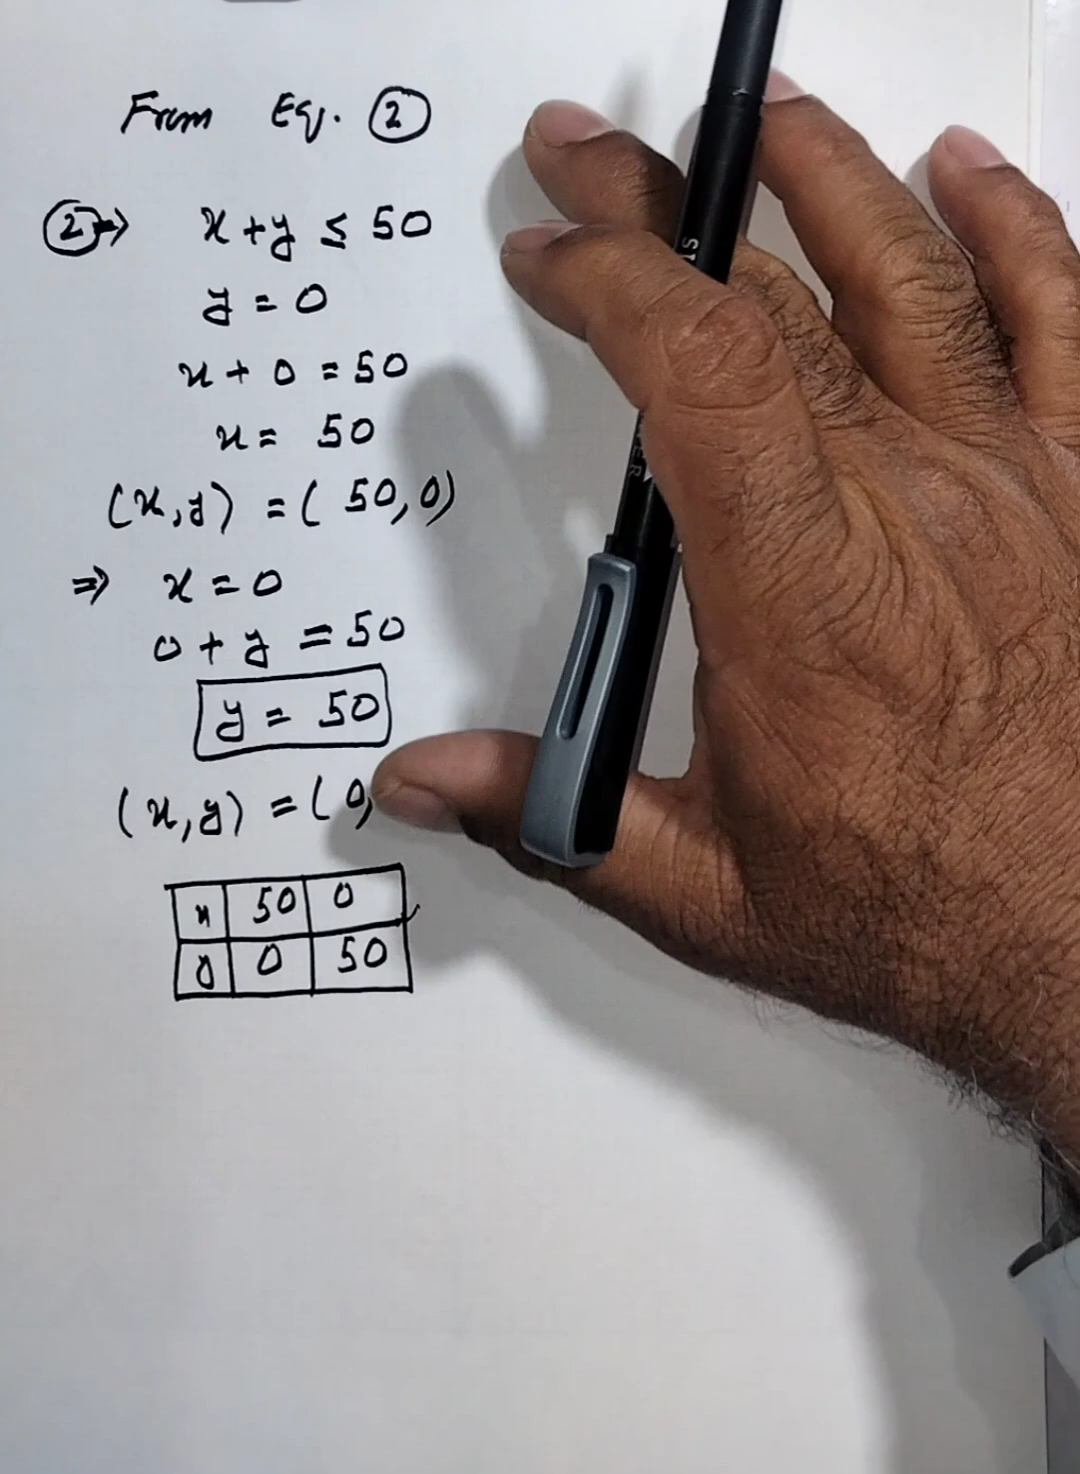 From Eq. ②
②⇒ x + y ≤ 50
y = 0
x + 0 = 50
x = 50
(x, y) = ( 50, 0)
⇒ x = 0
0 + y = 50
y = 50
(x, y) = ( 0,
x 50 0
y 0 50